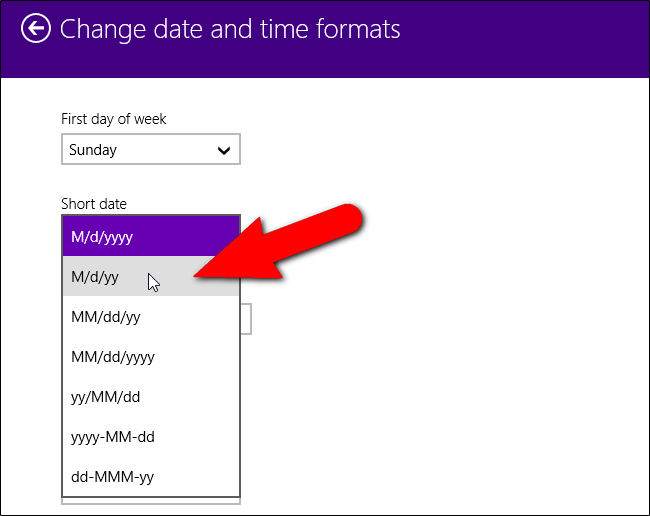 Change date and time formats
First day of week
Sunday
Short date
M/d/yyyy
M/d/yy
MM/dd/yy
MM/dd/yyyy
yy/MM/dd
yyyy-MM-dd
dd-MMM-yy